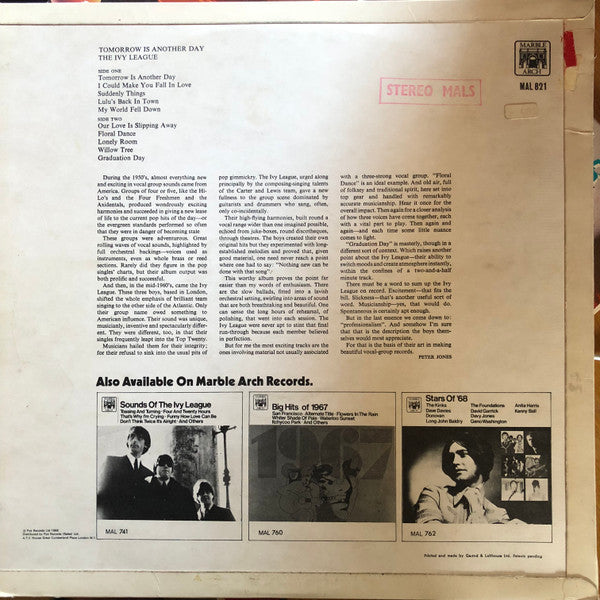 TOMORROW IS ANOTHER DAY
THE IVY LEAGUE
SIDE ONE
Tomorrow Is Another Day
I Could Make You Fall In Love
Suddenly Things
Lulu's Back In Town
My World Fell Down
SIDE TWO
Our Love Is Slipping Away
Floral Dance
Lonely Room
Willow Tree
Graduation Day
MARBLE
ARCH
MAL 821
STEREO MALS
During the 1950's, almost everything new
and exciting in vocal group sounds came from
America. Groups of four or five, like the Hi-
Lo's and the Four Freshmen and the
Axidentals, produced wondrously exciting
harmonies and succeeded in giving a new lease
of life to the current pop tunes of the day—or
the evergreen standards performed so often
that they were in danger of becoming stale
These groups were adventurous. Great
rolling waves of vocal sounds, highlighted by
full orchestral backings—voices used as
instruments, even as whole brass or reed
sections. Rarely did they figure in the pop
singles' charts, but their album output was
both prolific and successful.
And then, in the mid-1960's, came the Ivy
League. These three boys, based in London,
shifted the whole emphasis of brilliant team
singing to the other side of the Atlantic. Only
their group name owed something to
American influence. Their sound was unique,
musicianly, inventive and spectacularly differ-
ent. They were different, too, in that their
singles frequently leapt into the Top Twenty.
Musicians hailed them for their integrity;
for their refusal to sink into the usual pits of
pop gimmickry. The Ivy League, urged along
principally by the composing-singing talents
of the Carter and Lewis team, gave a new
fullness to the group scene dominated by
guitarists and drummers who sang, often,
only co-incidentally.
Their high-flying harmonies, built round a
vocal range wider than one imagined possible,
echoed from juke-boxes, round discotheques,
through theatres. The boys created their own
original hits but they experimented with long-
established melodies and proved that, given
good material, one need never reach a point
where one had to say: "Nothing new can be
done with that song".
This worthy album proves the point far
easier than my words of enthusiasm. There
are the slow ballads, fitted into a lavish
orchestral setting, swirling into areas of sound
that are both breathtaking and beautiful. One
can sense the long hours of rehearsal, of
polishing, that went into each session. The
Ivy League were never apt to stint that final
run-through because each member believed
in perfection.
But for me the most exciting tracks are the
ones involving material not usually associated
with a three-strong vocal group. "Floral
Dance" is an ideal example. And old air, full
of folksey and traditional spirit, here set into
top gear and handled with remarkably
accurate musicianship. Hear it once for the
overall impact. Then again for a closer analysis
of how three voices have come together, each
with a vital part to play. Then again and
again—and each time some little nuance
comes to light.
"Graduation Day" is masterly, though in a
different sort of context. Which raises another
point about the Ivy League—their ability to
switch moods and create atmosphere instantly,
within the confines of a two-and-a-half
minute track.
There must be a word to sum up the Ivy
League on record. Excitement—that fits the
bill. Slickness—that's another useful sort of
word. Musicianship—yes, that would do.
Spontaneous is certainly apt enough.
But in the last resource we come down to:
"professionalism". And somehow I'm sure
that that is the description the boys them-
selves would most appreciate.
For that is the basis of their art in making
beautiful vocal-group records.
PETER JONES
Also Available On Marble Arch Records.
Sounds Of The Ivy League
Tossing And Turning · Four And Twenty Hours
That's Why I'm Crying · Funny How Love Can Be
Don't Think Twice It's Alright · And Others
MAL 741
Big Hits of 1967
San Francisco · Alternate Title · Flowers In The Rain
Whiter Shade Of Pale · Waterloo Sunset
Itchycoo Park · And Others
1967
MAL 760
Stars Of '68
The Kinks
Dave Davies
Donovan
Long John Baldry
The Foundations
David Garrick
Davy Jones
Geno Washington
Anita Harris
Kenny Ball
MAL 762
Printed and made by Garrod & Lofthouse Ltd. Patents pending